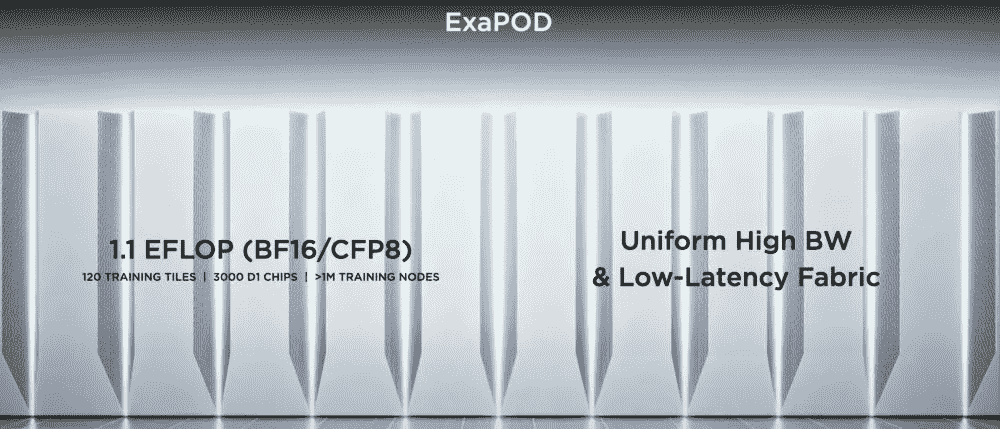 ExaPOD
1.1 EFLOP (BF16/CFP8)
120 TRAINING TILES | 3000 D1 CHIPS | >1M TRAINING NODES
Uniform High BW
& Low-Latency Fabric